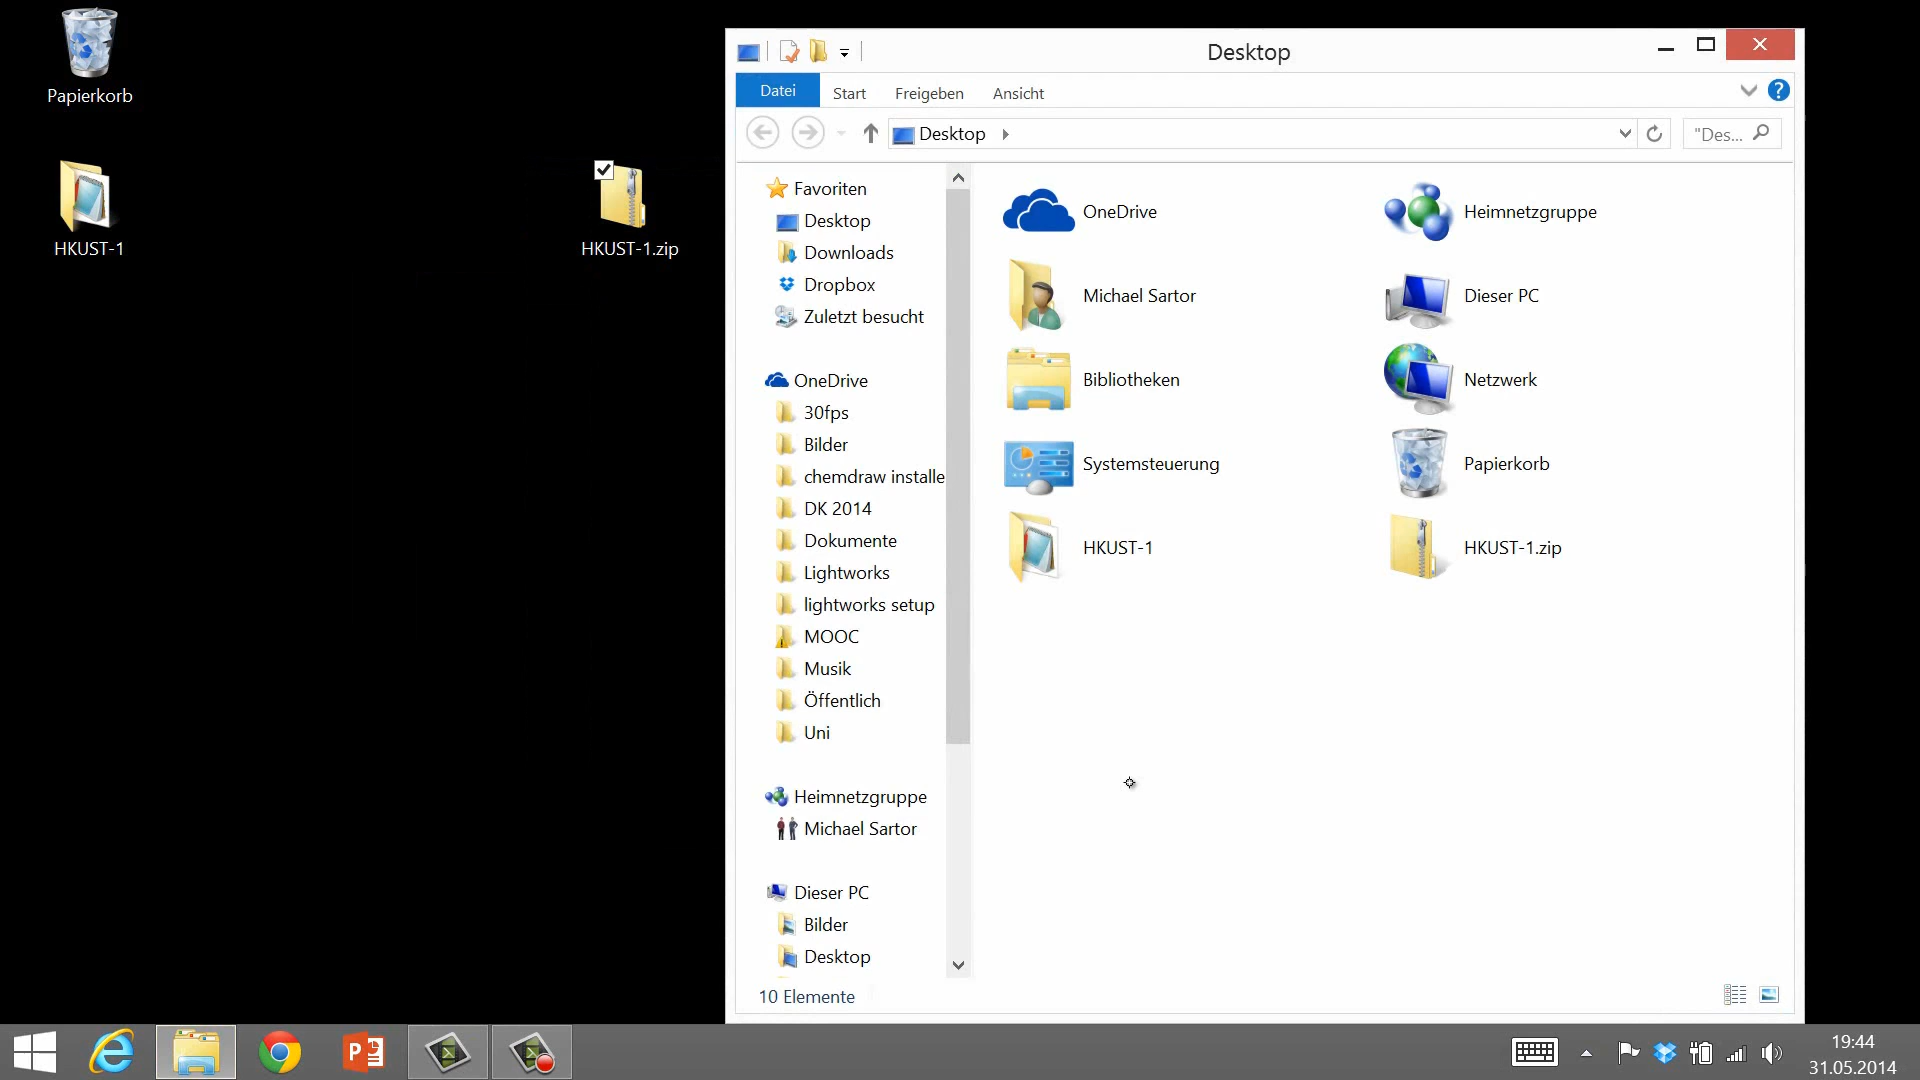 Papierkorb
HKUST-1
HKUST-1.zip
Desktop
Datei
Start
Freigeben
Ansicht
?
Desktop
"Des...
Favoriten
Desktop
Downloads
Dropbox
Zuletzt besucht
OneDrive
30fps
Bilder
chemdraw installe
DK 2014
Dokumente
Lightworks
lightworks setup
MOOC
Musik
Öffentlich
Uni
Heimnetzgruppe
Michael Sartor
Dieser PC
Bilder
Desktop
OneDrive
Heimnetzgruppe
Michael Sartor
Dieser PC
Bibliotheken
Netzwerk
Systemsteuerung
Papierkorb
HKUST-1
HKUST-1.zip
10 Elemente
19:44
31.05.2014